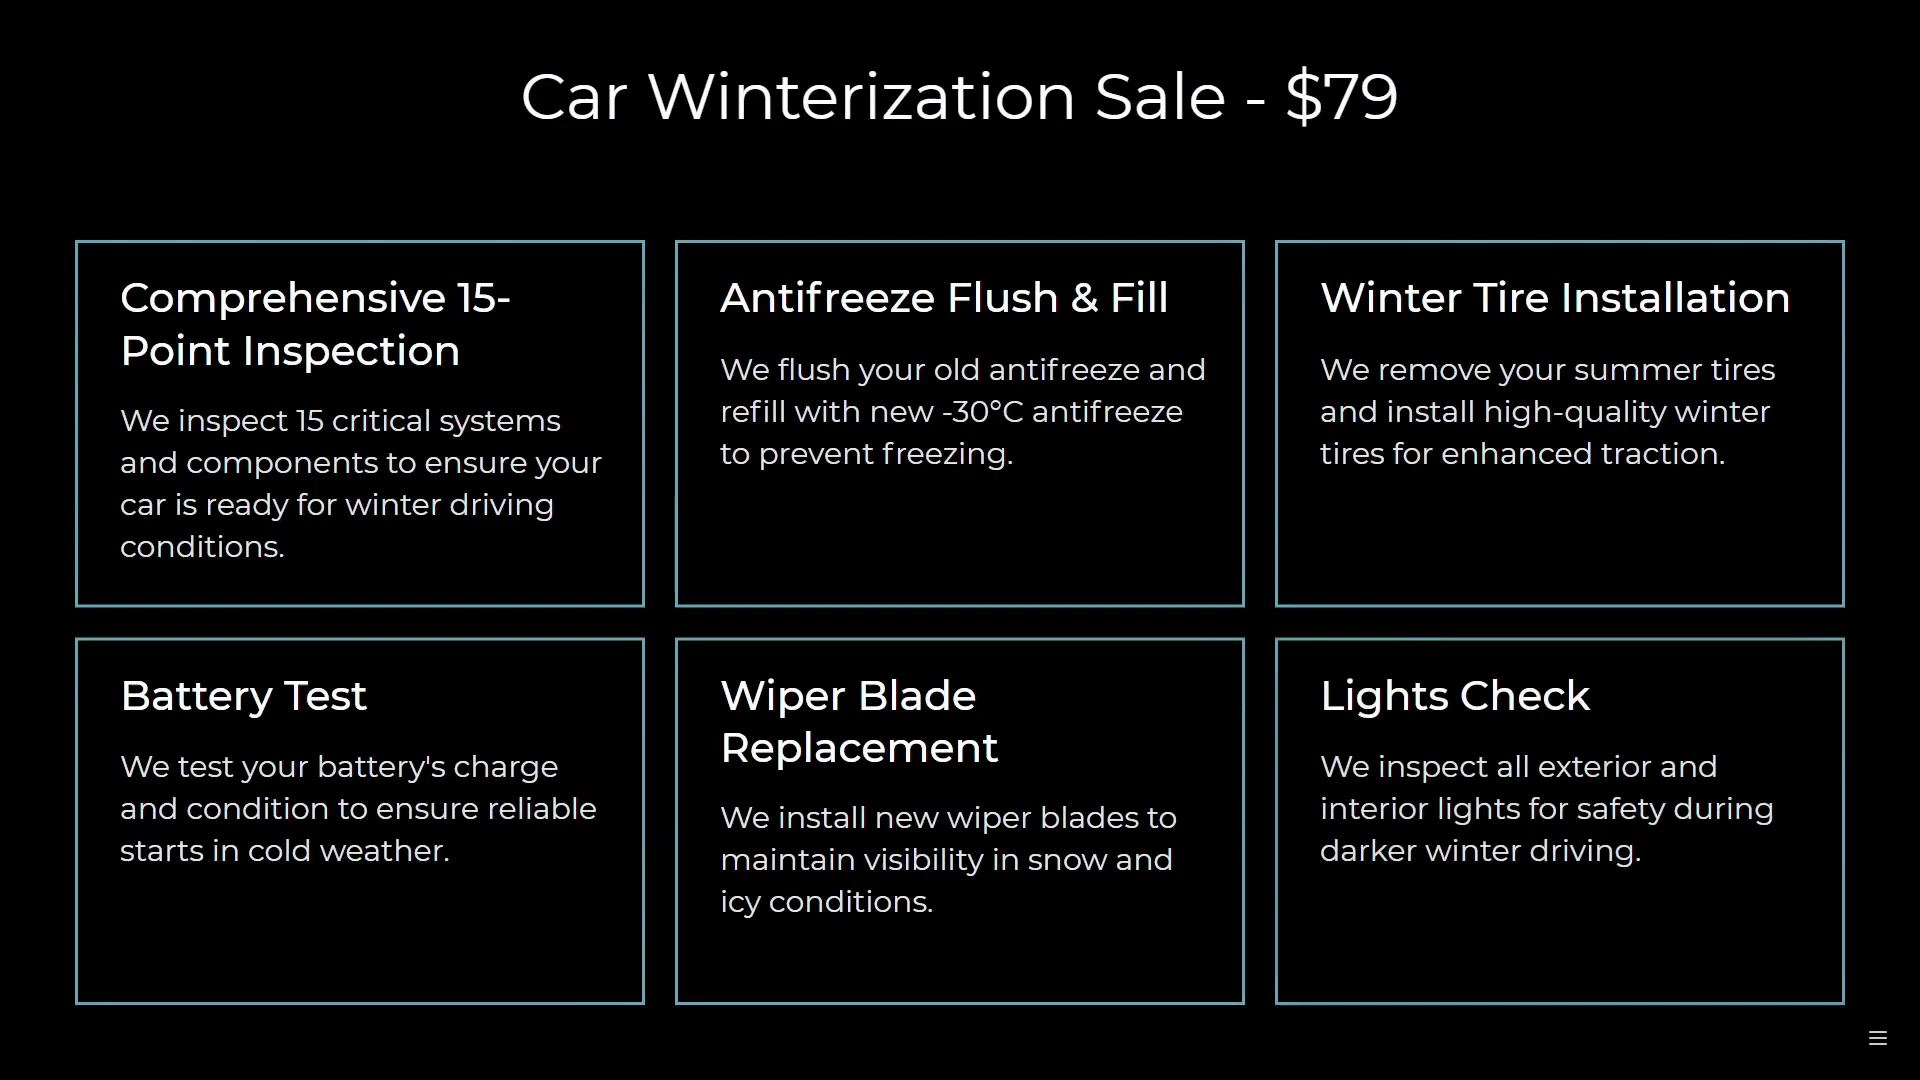 Car Winterization Sale - $79
Comprehensive 15-
Point Inspection
We inspect 15 critical systems
and components to ensure your
car is ready for winter driving
conditions.
Antifreeze Flush & Fill
We flush your old antifreeze and
refill with new -30°C antifreeze
to prevent freezing.
Winter Tire Installation
We remove your summer tires
and install high-quality winter
tires for enhanced traction.
Battery Test
We test your battery's charge
and condition to ensure reliable
starts in cold weather.
Wiper Blade
Replacement
We install new wiper blades to
maintain visibility in snow and
icy conditions.
Lights Check
We inspect all exterior and
interior lights for safety during
darker winter driving.